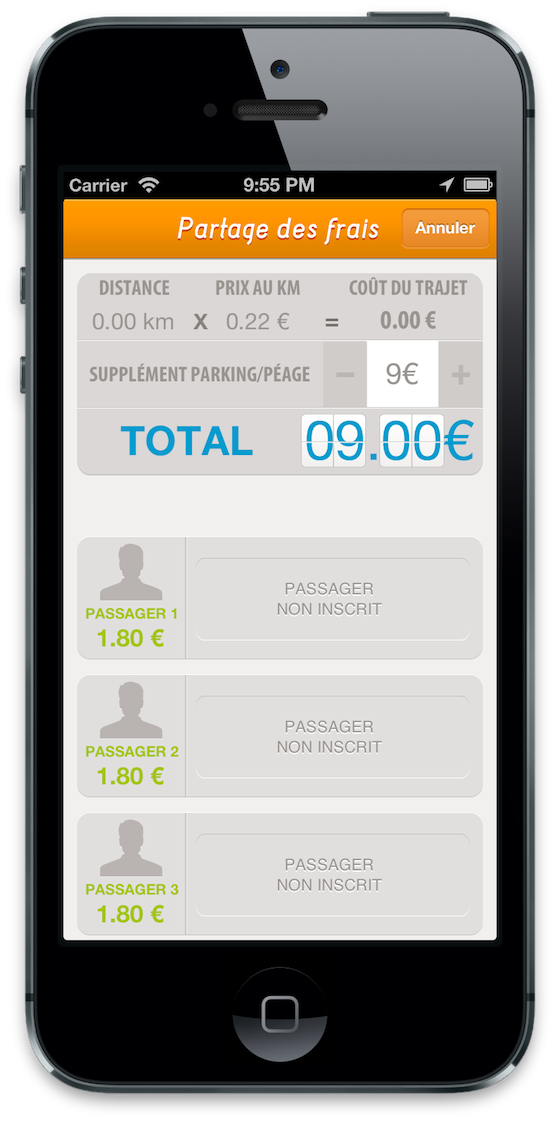 Carrier 9:55 PM
Partage des frais Annuler
DISTANCE PRIX AU KM COÛT DU TRAJET
0.00 km X 0.22 € = 0.00 €
SUPPLÉMENT PARKING/PÉAGE − 9€ +
TOTAL 09.00€
PASSAGER 1
1.80 €
PASSAGER
NON INSCRIT
PASSAGER 2
1.80 €
PASSAGER
NON INSCRIT
PASSAGER 3
1.80 €
PASSAGER
NON INSCRIT